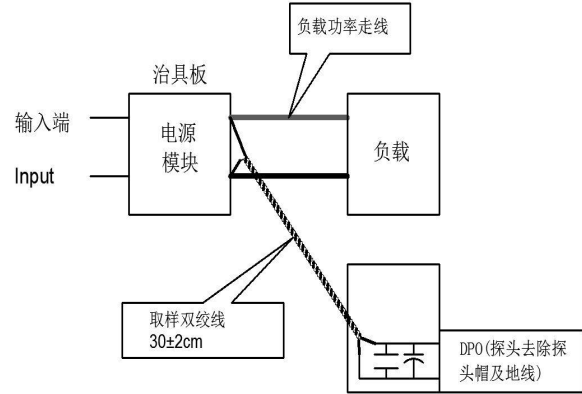 负载功率走线
治具板
输入端
电源
模块
负载
Input
取样双绞线
30±2cm
DPO(探头去除探
头帽及地线)